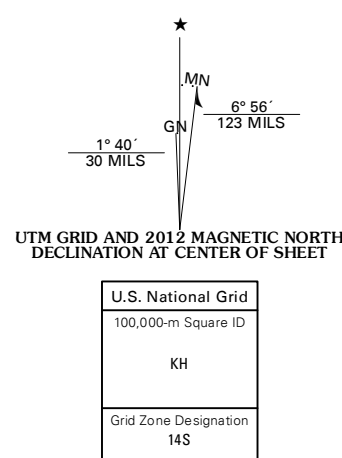 ★
MN
GN
6° 56´
123 MILS
1° 40´
30 MILS
UTM GRID AND 2012 MAGNETIC NORTH
DECLINATION AT CENTER OF SHEET
U.S. National Grid
100,000-m Square ID
KH
Grid Zone Designation
14S